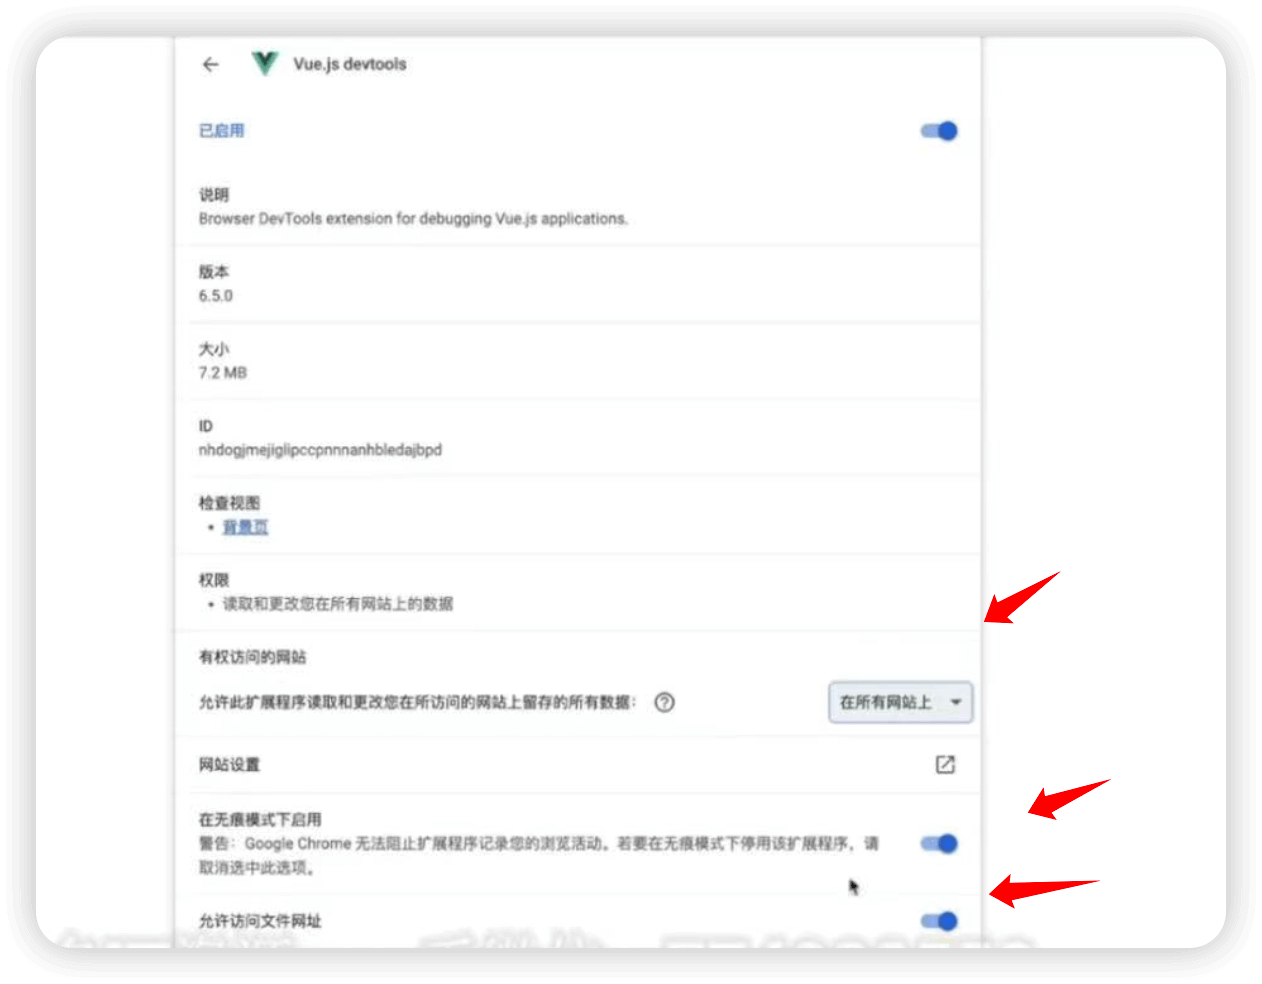 Vue.js devtools
已启用
说明
Browser DevTools extension for debugging Vue.js applications.
版本
6.5.0
大小
7.2 MB
ID
nhdogjmejiglipccpnnnanhbledajbpd
检查视图
背景页
权限
读取和更改您在所有网站上的数据
有权访问的网站
允许此扩展程序读取和更改您在所访问的网站上留存的所有数据：
在所有网站上
网站设置
在无痕模式下启用
警告：Google Chrome 无法阻止扩展程序记录您的浏览活动。若要在无痕模式下停用该扩展程序，请
取消选中此选项。
允许访问文件网址